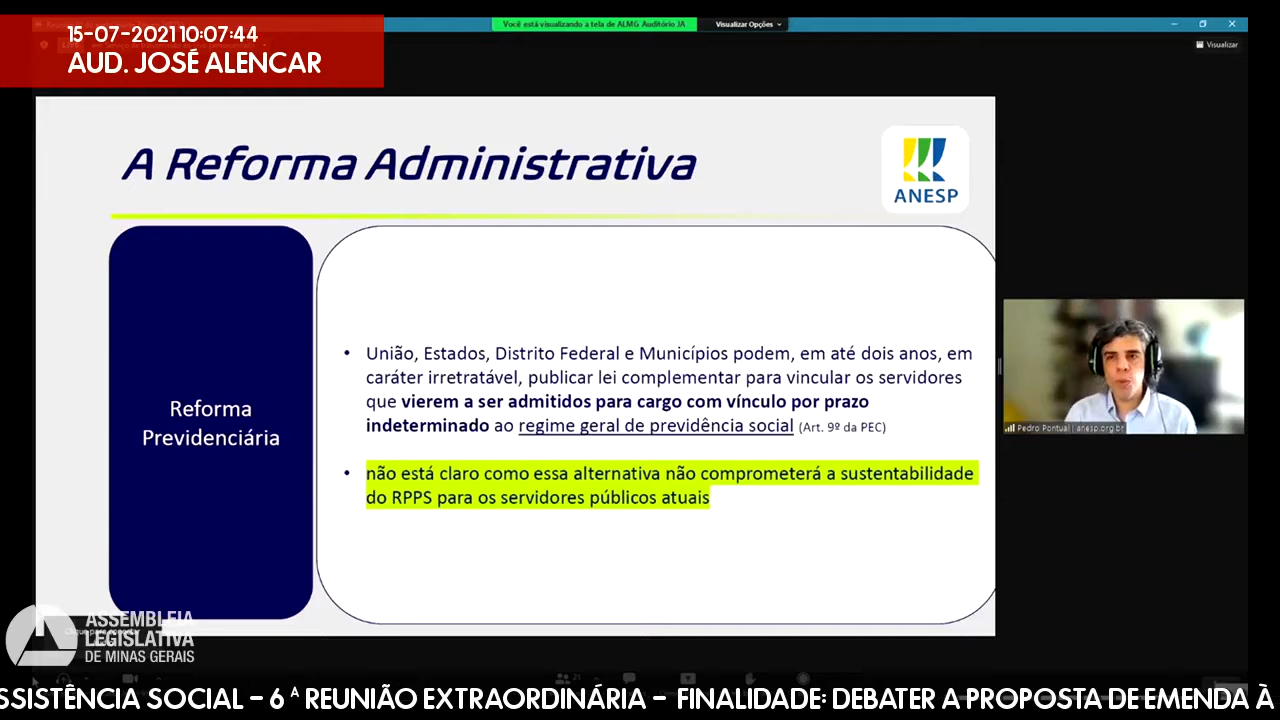 15-07-2021 10:07:44
AUD. JOSÉ ALENCAR
Você está visualizando a tela de ALMG Auditório JA
Visualizar Opções
Visualizar
A Reforma Administrativa
ANESP
Reforma
Previdenciária
• União, Estados, Distrito Federal e Municípios podem, em até dois anos, em
caráter irretratável, publicar lei complementar para vincular os servidores
que vierem a ser admitidos para cargo com vínculo por prazo
indeterminado ao regime geral de previdência social (Art. 9º da PEC)
• não está claro como essa alternativa não comprometerá a sustentabilidade
do RPPS para os servidores públicos atuais
Pedro Pontual | anesp.org.br
ASSEMBLEIA
LEGISLATIVA
DE MINAS GERAIS
SSISTÊNCIA SOCIAL – 6ª REUNIÃO EXTRAORDINÁRIA – FINALIDADE: DEBATER A PROPOSTA DE EMENDA À